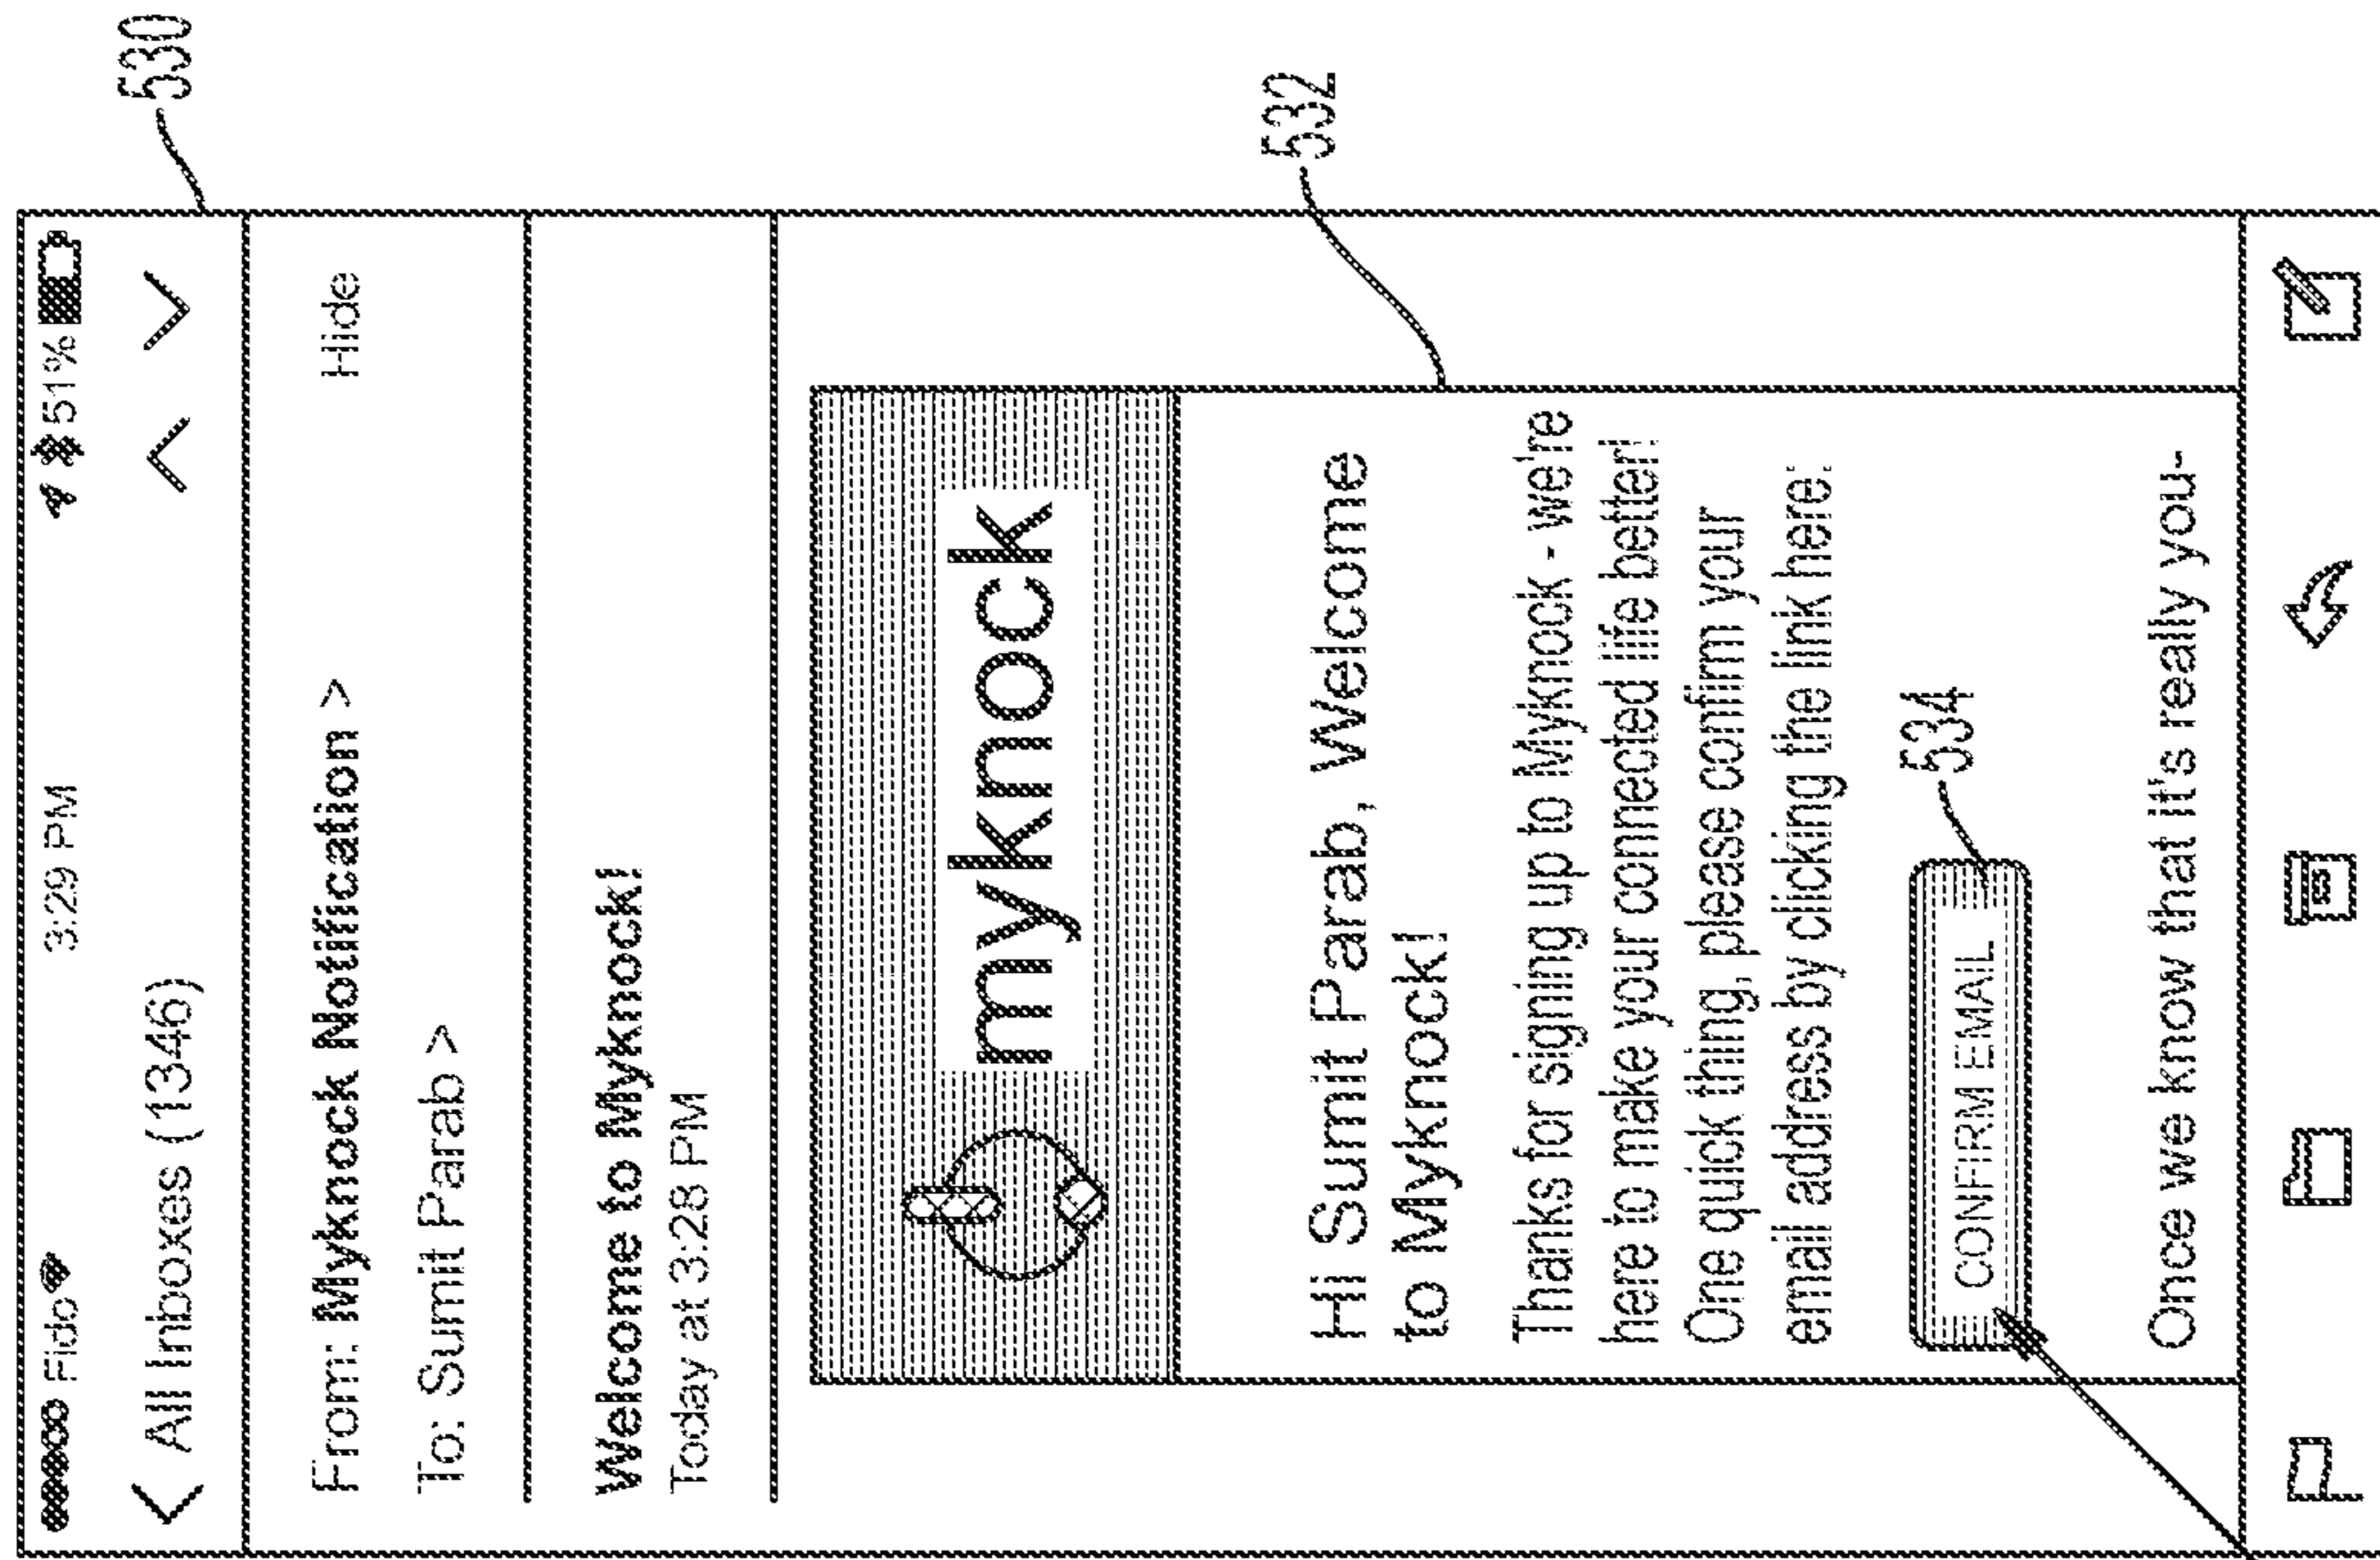 Fido 3:29 PM 51%
< All Inboxes (1346)
530
From: Myknock Notification > Hide
To: Sumit Parab >
Welcome to Myknock!
Today at 3:28 PM
myknock
532
Hi Sumit Parab, Welcome
to Myknock!
Thanks for signing up to Myknock - we're
here to make your connected life better!
One quick thing, please confirm your
email address by clicking the link here:
534
CONFIRM EMAIL
Once we know that it's really you-